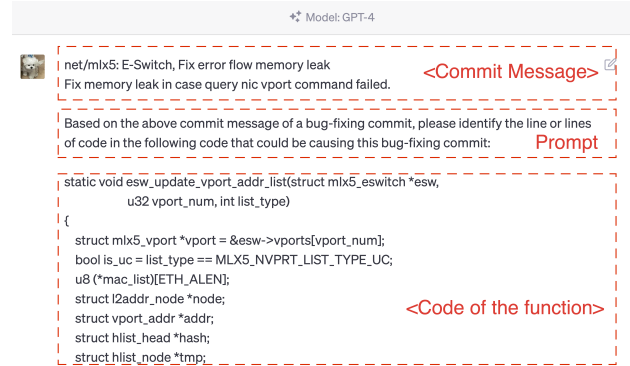 Model: GPT-4
net/mlx5: E-Switch, Fix error flow memory leak
Fix memory leak in case query nic vport command failed.
<Commit Message>
Based on the above commit message of a bug-fixing commit, please identify the line or lines
of code in the following code that could be causing this bug-fixing commit:
Prompt
static void esw_update_vport_addr_list(struct mlx5_eswitch *esw,
u32 vport_num, int list_type)
{
struct mlx5_vport *vport = &esw->vports[vport_num];
bool is_uc = list_type == MLX5_NVPRT_LIST_TYPE_UC;
u8 (*mac_list)[ETH_ALEN];
struct l2addr_node *node;
struct vport_addr *addr;
<Code of the function>
struct hlist_head *hash;
struct hlist_node *tmp;